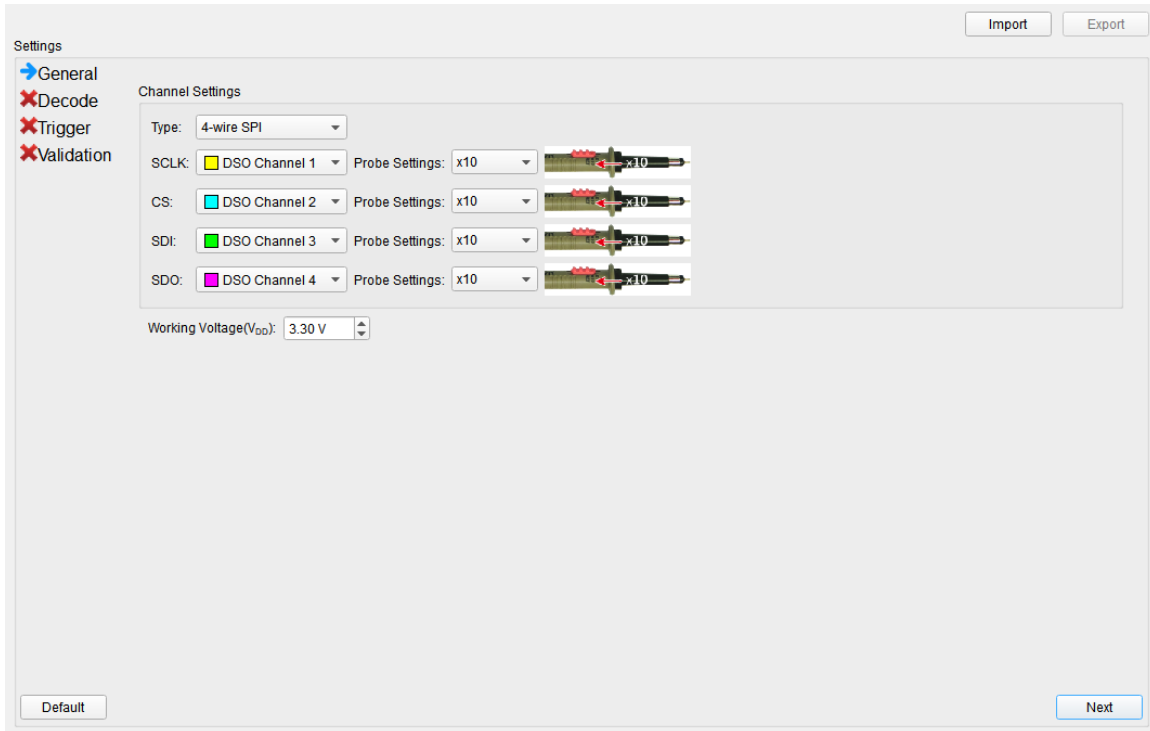 Import Export
Settings
General
Decode
Trigger
Validation
Channel Settings
Type: 4-wire SPI
SCLK: DSO Channel 1 Probe Settings: x10 x10
CS: DSO Channel 2 Probe Settings: x10 x10
SDI: DSO Channel 3 Probe Settings: x10 x10
SDO: DSO Channel 4 Probe Settings: x10 x10
Working Voltage(VDD): 3.30 V
Default Next